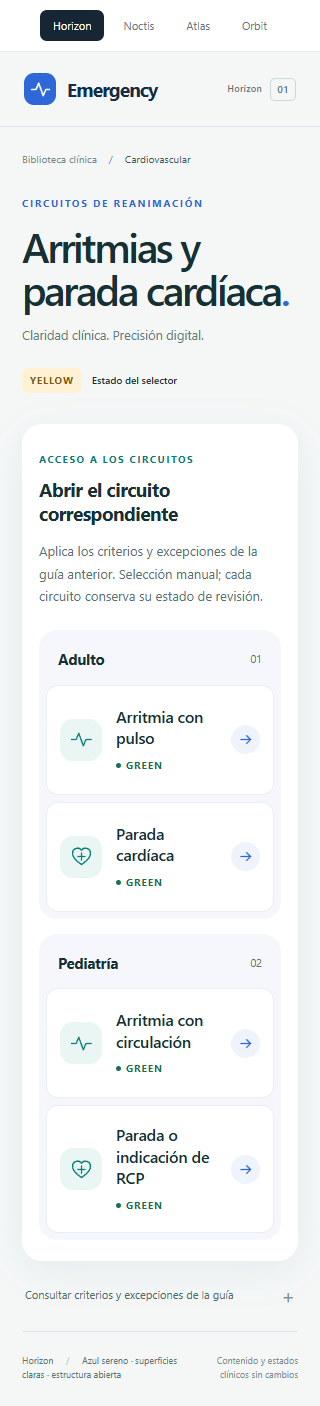 Horizon Noctis Atlas Orbit
Emergency Horizon 01
Biblioteca clínica / Cardiovascular
CIRCUITOS DE REANIMACIÓN
Arritmias y
parada cardíaca.
Claridad clínica. Precisión digital.
YELLOW Estado del selector
ACCESO A LOS CIRCUITOS
Abrir el circuito
correspondiente
Aplica los criterios y excepciones de la
guía anterior. Selección manual; cada
circuito conserva su estado de revisión.
Adulto 01
Arritmia con
pulso
GREEN
Parada
cardíaca
GREEN
Pediatría 02
Arritmia con
circulación
GREEN
Parada o
indicación de
RCP
GREEN
Consultar criterios y excepciones de la guía +
Horizon / Azul sereno · superficies
claras · estructura abierta
Contenido y estados
clínicos sin cambios